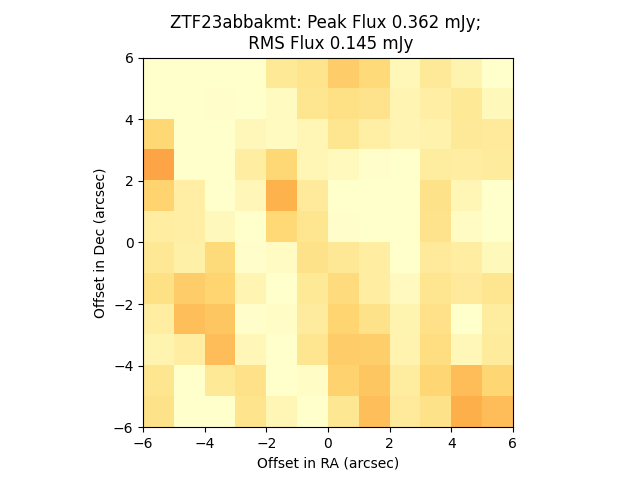 ZTF23abbakmt: Peak Flux 0.362 mJy;
RMS Flux 0.145 mJy
6
4
2
0
−2
−4
−6
Offset in Dec (arcsec)
−6 −4 −2 0 2 4 6
Offset in RA (arcsec)